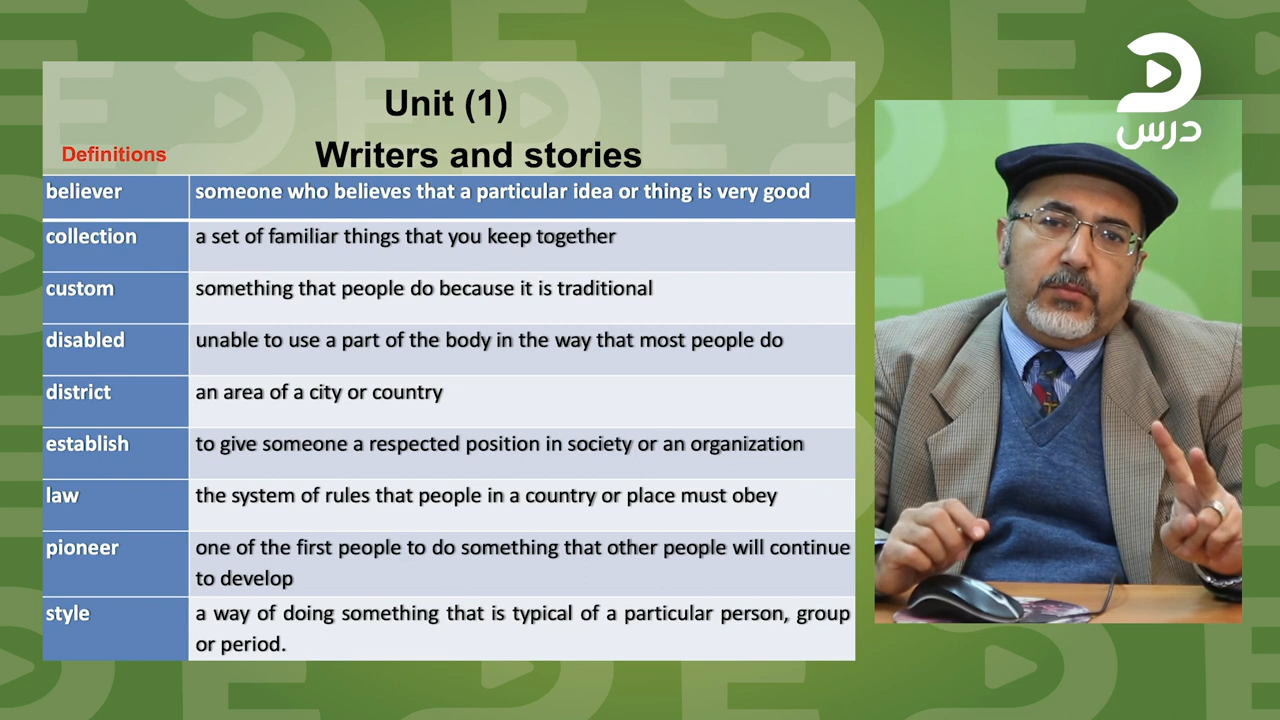 Unit (1)
Definitions
Writers and stories
believer
someone who believes that a particular idea or thing is very good
collection
a set of familiar things that you keep together
custom
something that people do because it is traditional
disabled
unable to use a part of the body in the way that most people do
district
an area of a city or country
establish
to give someone a respected position in society or an organization
law
the system of rules that people in a country or place must obey
pioneer
one of the first people to do something that other people will continue
to develop
style
a way of doing something that is typical of a particular person, group
or period.
درس